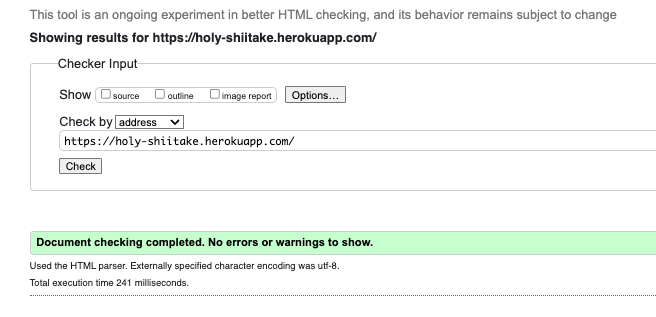 This tool is an ongoing experiment in better HTML checking, and its behavior remains subject to change
Showing results for https://holy-shiitake.herokuapp.com/
Checker Input
Show source outline image report Options...
Check by address
https://holy-shiitake.herokuapp.com/
Check
Document checking completed. No errors or warnings to show.
Used the HTML parser. Externally specified character encoding was utf-8.
Total execution time 241 milliseconds.